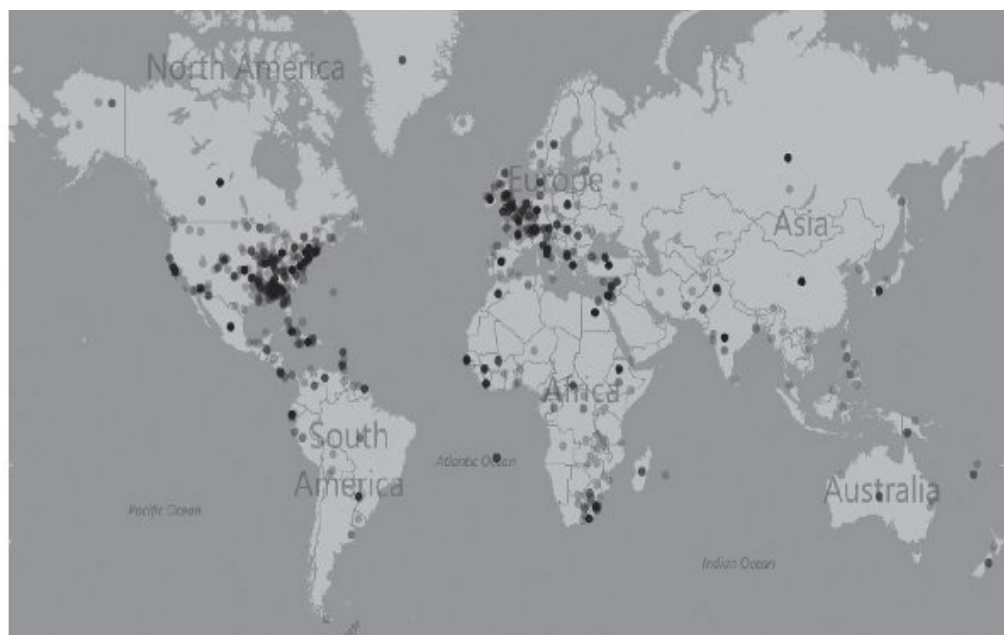 North America
Europe
Asia
Africa
South
America
Atlantic Ocean
Pacific Ocean
Australia
Indian Ocean